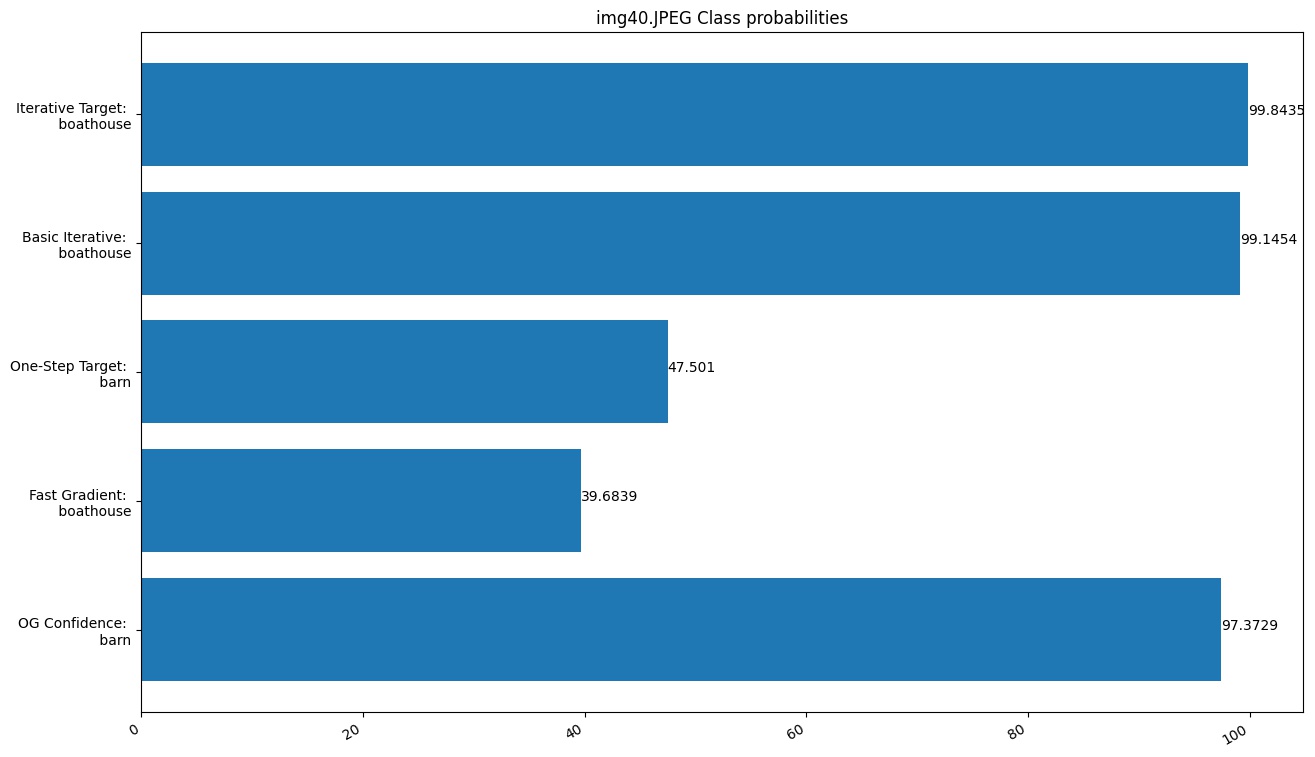 img40.JPEG Class probabilities
Iterative Target:
boathouse
99.8435
Basic Iterative:
boathouse
99.1454
One-Step Target:
barn
47.501
Fast Gradient:
boathouse
39.6839
OG Confidence:
barn
97.3729
0
20
40
60
80
100